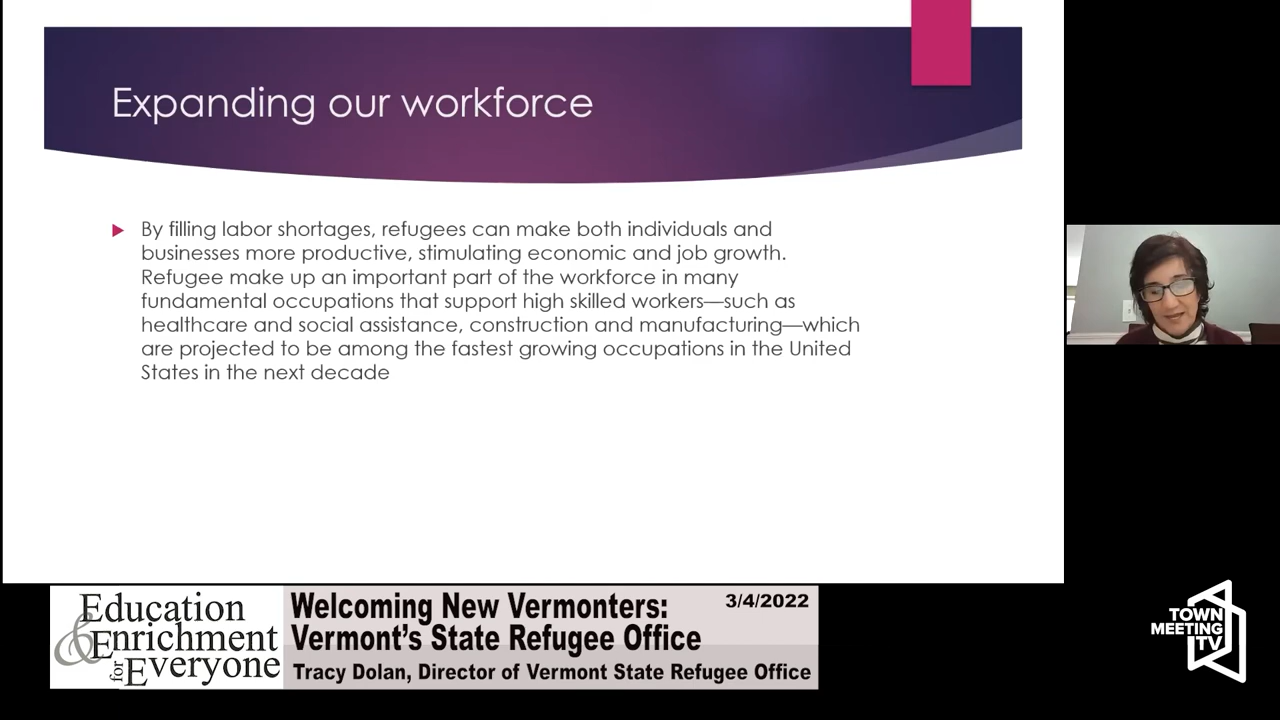 Expanding our workforce
By filling labor shortages, refugees can make both individuals and
businesses more productive, stimulating economic and job growth.
Refugee make up an important part of the workforce in many
fundamental occupations that support high skilled workers—such as
healthcare and social assistance, construction and manufacturing—which
are projected to be among the fastest growing occupations in the United
States in the next decade
Education
& Enrichment
for Everyone
Welcoming New Vermonters:
3/4/2022
Vermont's State Refugee Office
Tracy Dolan, Director of Vermont State Refugee Office
TOWN
MEETING
TV